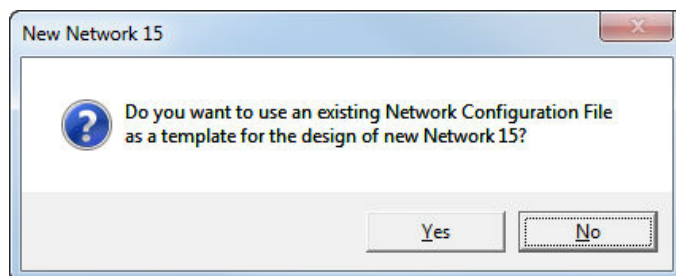 New Network 15
Do you want to use an existing Network Configuration File
as a template for the design of new Network 15?
Yes
No